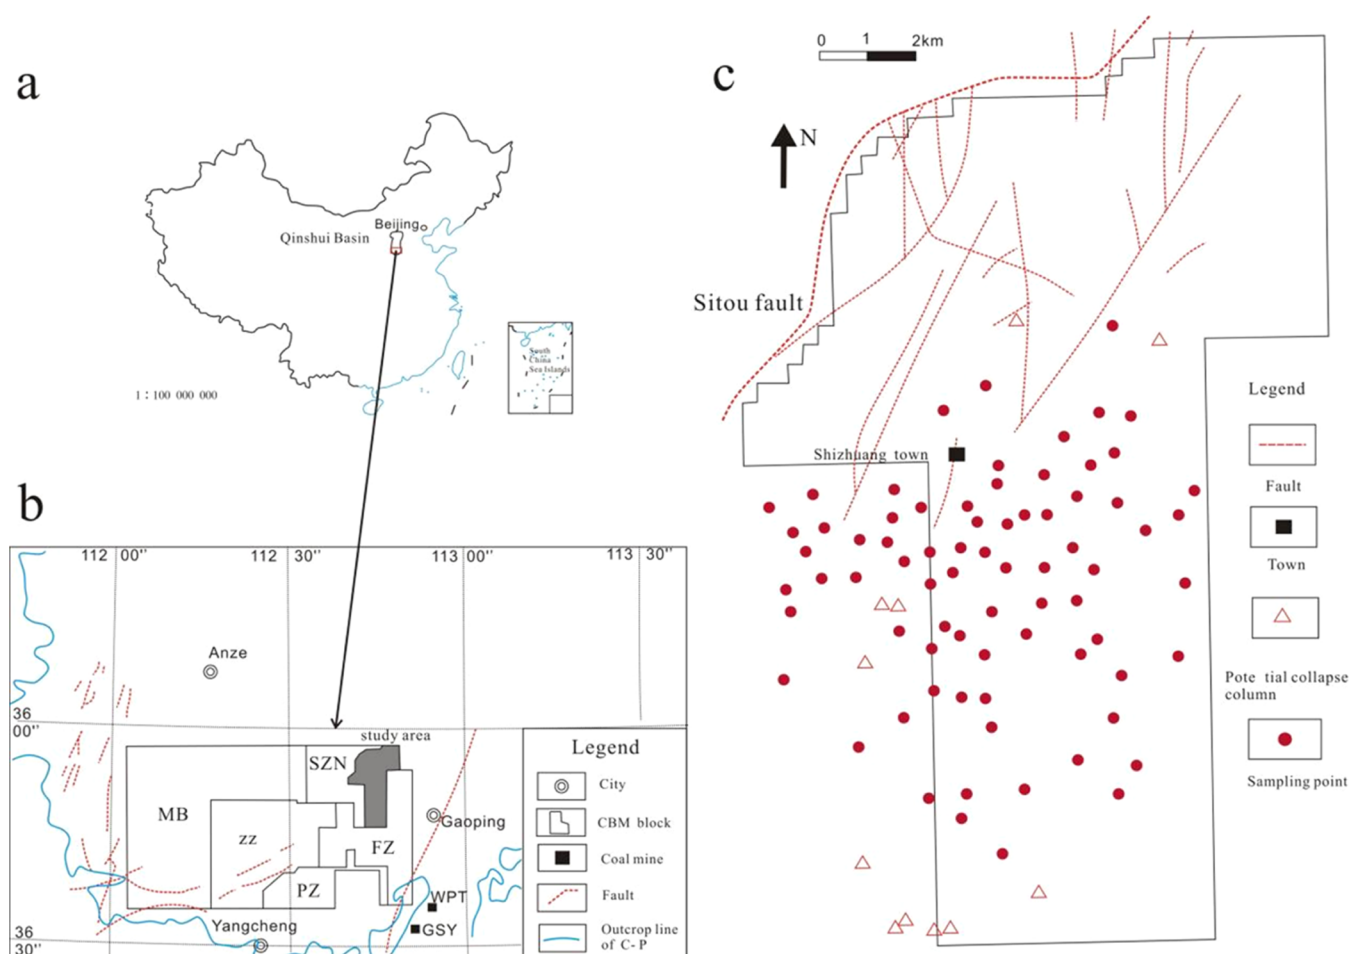 a
Beijing
Qinshui Basin
South
China
Sea Islands
1:100 000 000
b
112 00''
112 30''
113 00''
113 30''
Anze
36
00''
study area
SZN
MB
ZZ
FZ
PZ
Gaoping
WPT
GSY
Yangcheng
36
30''
Legend
City
CBM block
Coal mine
Fault
Outcrop line
of C-P
c
0 1 2km
N
Sitou fault
Shizhuang town
Legend
Fault
Town
Pote tial collapse
column
Sampling point